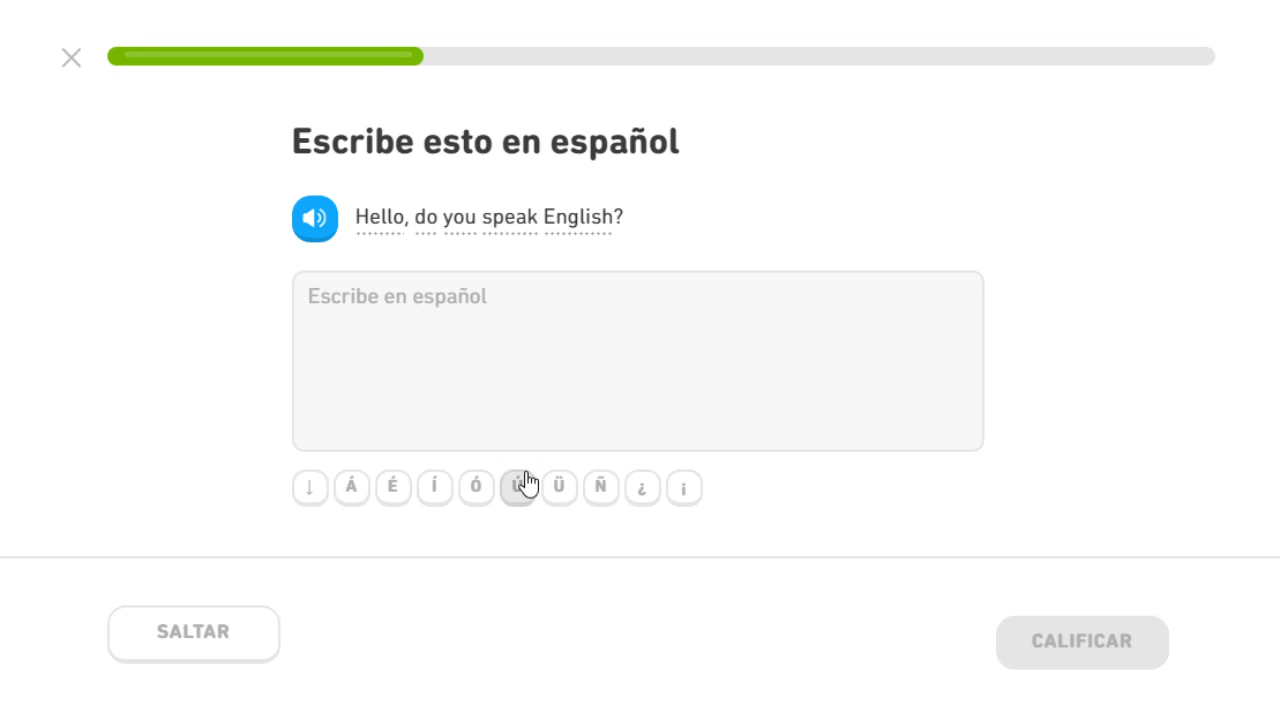 Escribe esto en español
Hello, do you speak English?
Escribe en español
↓ Á É Í Ó Ú Ü Ñ ¿ ¡
SALTAR
CALIFICAR